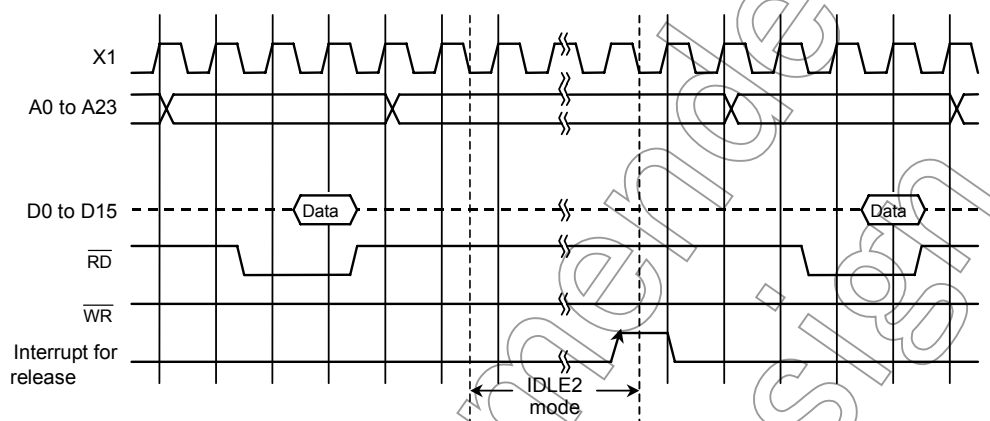 X1
A0 to A23
D0 to D15
Data
Data
RD
WR
Interrupt for
release
IDLE2
mode